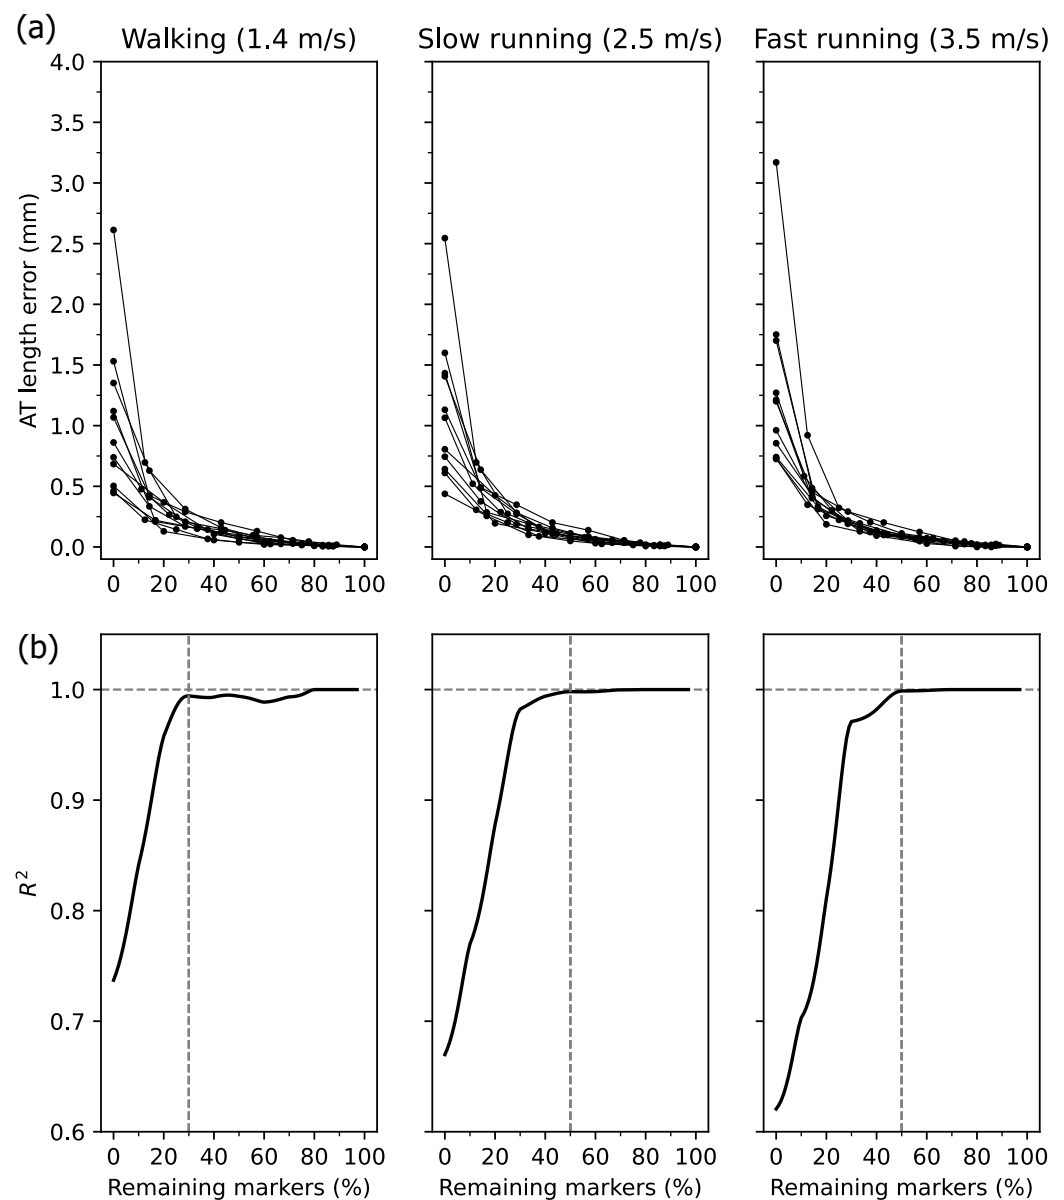 (a)
Walking (1.4 m/s) Slow running (2.5 m/s) Fast running (3.5 m/s)
AT length error (mm)
4.0
3.5
3.0
2.5
2.0
1.5
1.0
0.5
0.0
0 20 40 60 80 100 0 20 40 60 80 100 0 20 40 60 80 100
(b)
R²
1.0
0.9
0.8
0.7
0.6
0 20 40 60 80 100 0 20 40 60 80 100 0 20 40 60 80 100
Remaining markers (%) Remaining markers (%) Remaining markers (%)